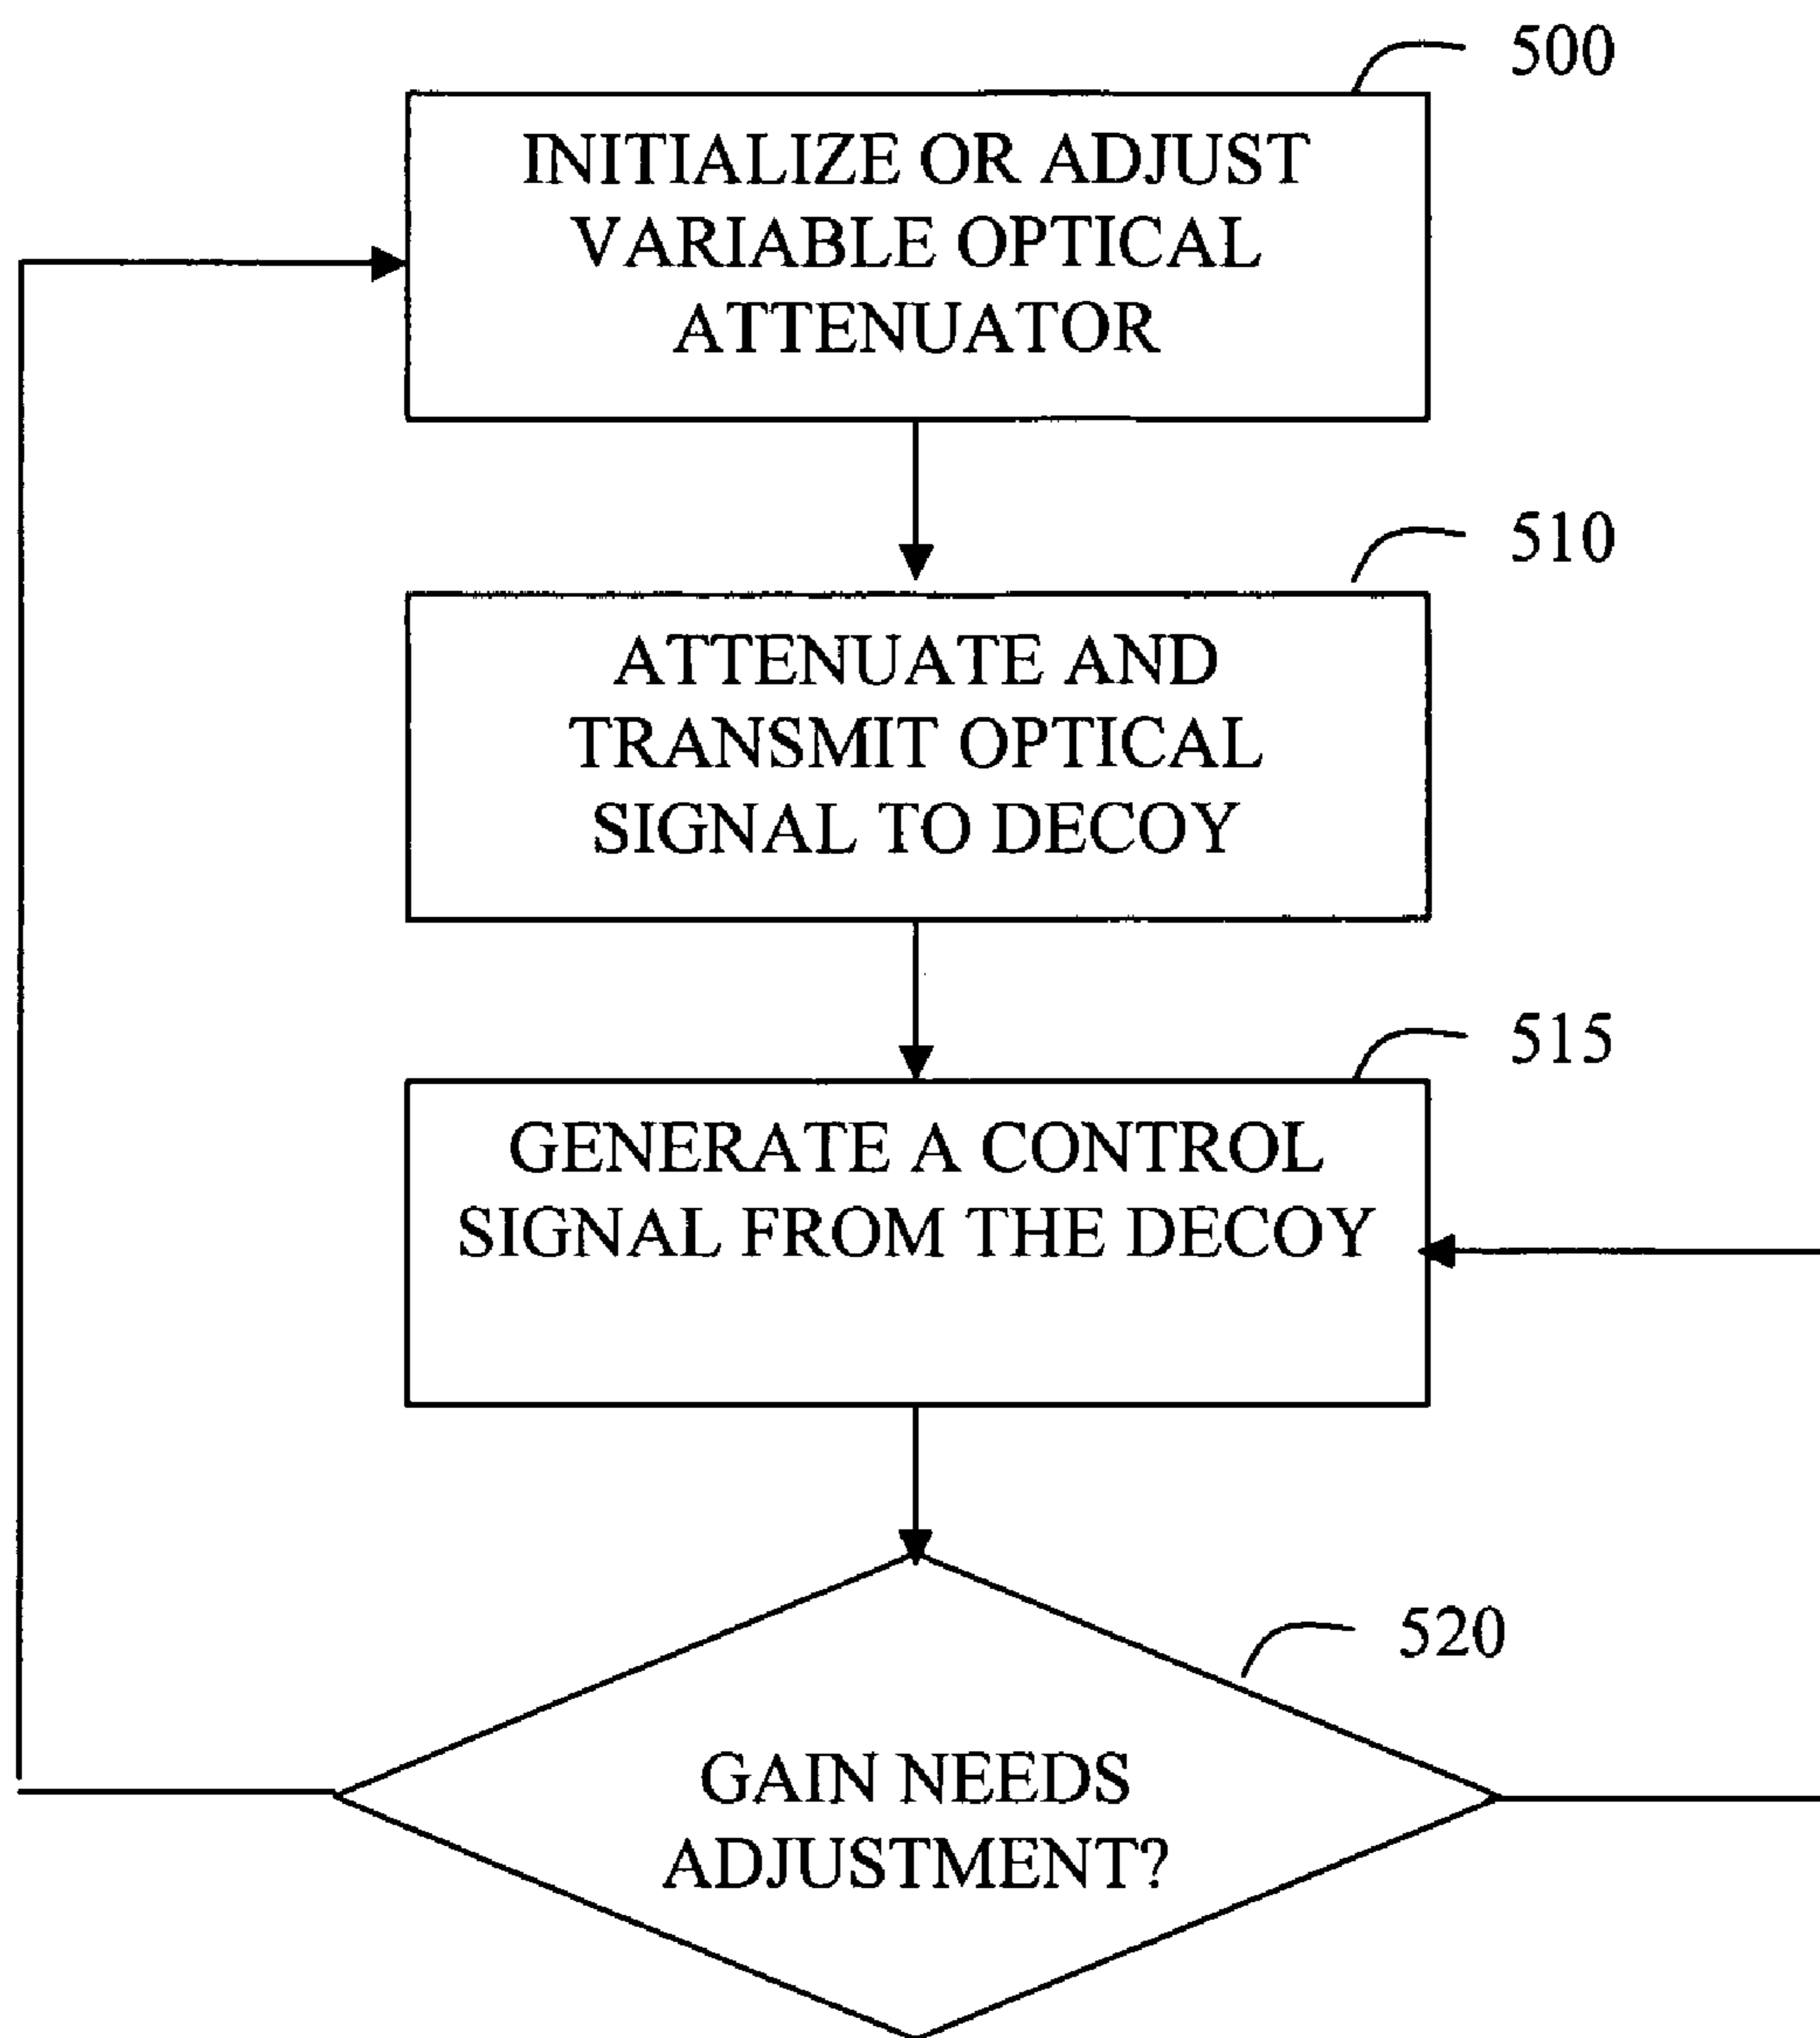 500
INITIALIZE OR ADJUST
VARIABLE OPTICAL
ATTENUATOR
510
ATTENUATE AND
TRANSMIT OPTICAL
SIGNAL TO DECOY
515
GENERATE A CONTROL
SIGNAL FROM THE DECOY
520
GAIN NEEDS
ADJUSTMENT?